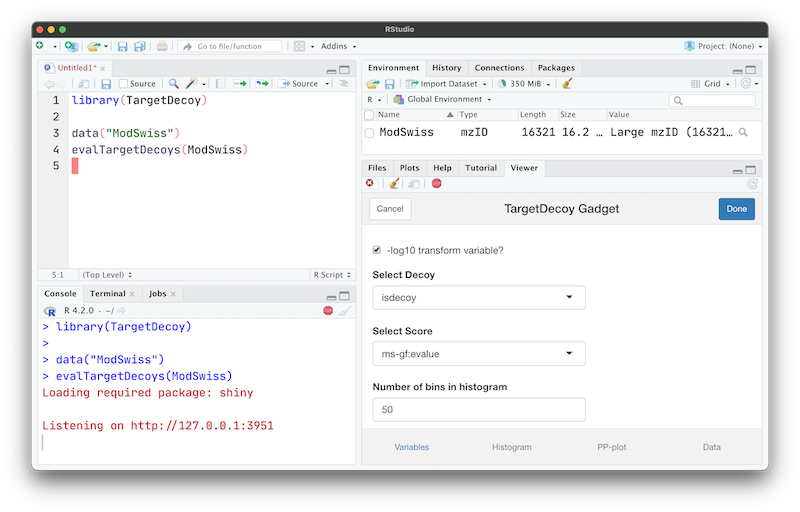 RStudio
Go to file/function
Addins
Project: (None)
Untitled1*
Source
Source
1 library(TargetDecoy)
2
3 data("ModSwiss")
4 evalTargetDecoys(ModSwiss)
5
5:1 (Top Level) R Script
Console Terminal Jobs
R 4.2.0 · ~/
> library(TargetDecoy)
>
> data("ModSwiss")
> evalTargetDecoys(ModSwiss)
Loading required package: shiny
Listening on http://127.0.0.1:3951
Environment History Connections Packages
Import Dataset 350 MiB Grid
R Global Environment
Name Type Length Size Value
ModSwiss mzID 16321 16.2 … Large mzID (16321…
Files Plots Help Tutorial Viewer
Cancel TargetDecoy Gadget Done
-log10 transform variable?
Select Decoy
isdecoy
Select Score
ms-gf:evalue
Number of bins in histogram
50
Variables Histogram PP-plot Data